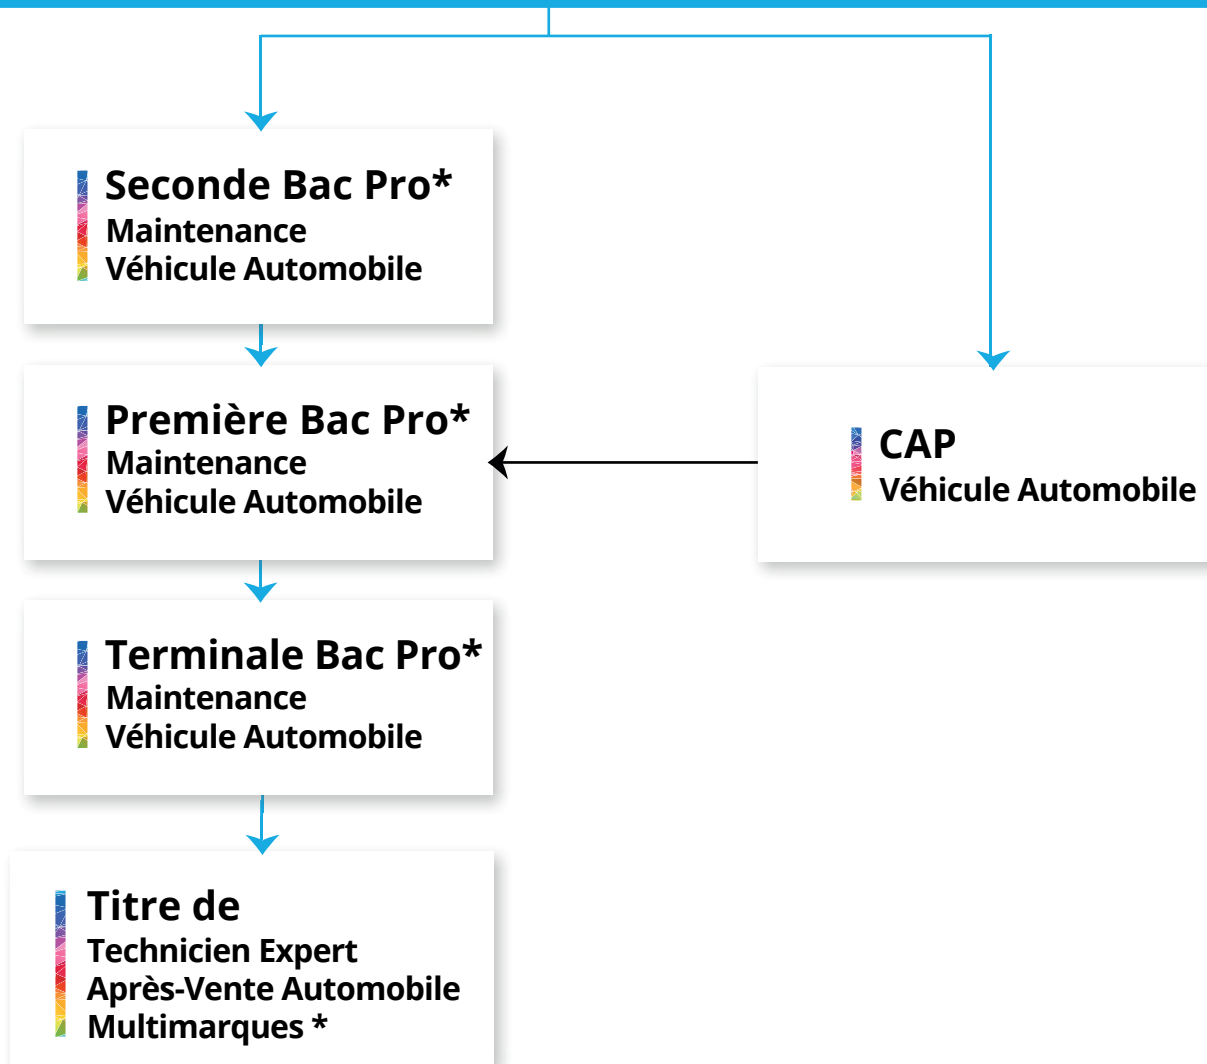 Seconde Bac Pro*
Maintenance
Véhicule Automobile
Première Bac Pro*
Maintenance
Véhicule Automobile
CAP
Véhicule Automobile
Terminale Bac Pro*
Maintenance
Véhicule Automobile
Titre de
Technicien Expert
Après-Vente Automobile
Multimarques *